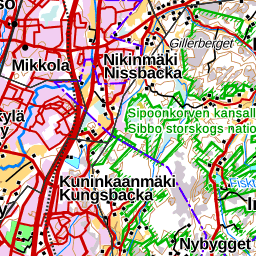 Gillerberget
Nikinmäki
Nissbacka
Mikkola
Sipoonkorven kansall
Sibbo storskogs natio
Kuninkaanmäki
Kungsbacka
Nybygget